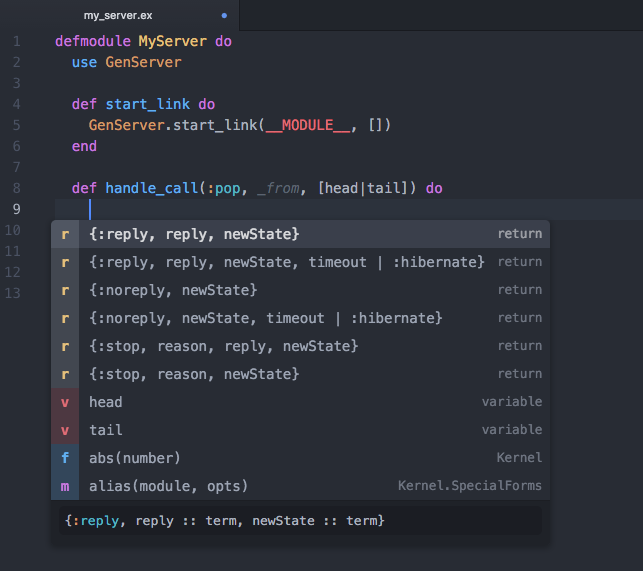 my_server.ex
1 defmodule MyServer do
2 use GenServer
3
4 def start_link do
5 GenServer.start_link(__MODULE__, [])
6 end
7
8 def handle_call(:pop, _from, [head|tail]) do
9
10 r {:reply, reply, newState} return
11 r {:reply, reply, newState, timeout | :hibernate} return
12 r {:noreply, newState} return
13 r {:noreply, newState, timeout | :hibernate} return
r {:stop, reason, reply, newState} return
r {:stop, reason, newState} return
v head variable
v tail variable
f abs(number) Kernel
m alias(module, opts) Kernel.SpecialForms
{:reply, reply :: term, newState :: term}